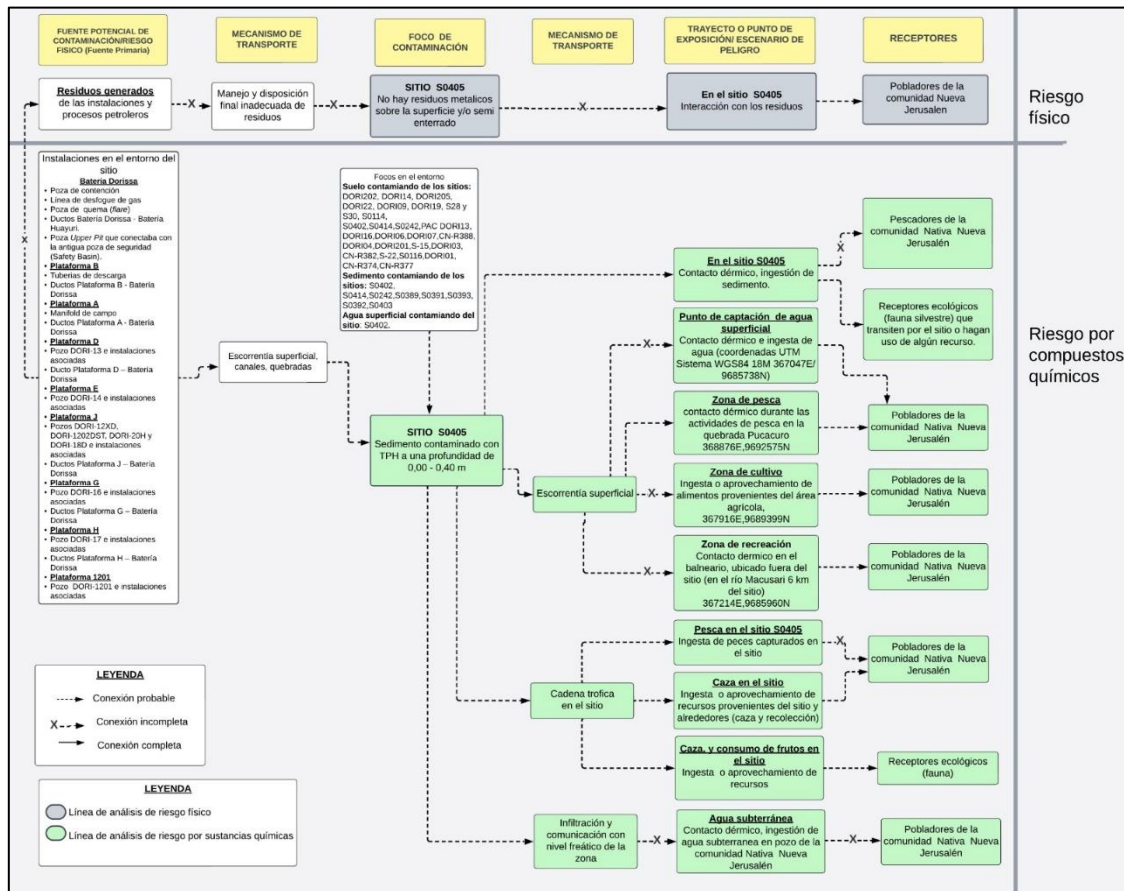 FUENTE POTENCIAL DE
CONTAMINACIÓN/RIESGO
FISICO (Fuente Primaria)
MECANISMO DE
TRANSPORTE
FOCO DE
CONTAMINACIÓN
MECANISMO DE
TRANSPORTE
TRAYECTO O PUNTO DE
EXPOSICIÓN/ ESCENARIO DE
PELIGRO
RECEPTORES
Residuos generados
de las instalaciones y
procesos petroleros
X
Manejo y disposición
final inadecuada de
residuos
X
SITIO S0405
No hay residuos metalicos
sobre la superficie y/o semi
enterrado
X
En el sitio S0405
Interacción con los residuos
Pobladores de la
comunidad Nueva
Jerusalen
Riesgo
físico
X
Instalaciones en el entorno del
sitio
Bateria Dorissa
• Poza de contención
• Línea de desfogue de gas
• Poza de quema (flare)
• Ductos Batería Dorissa - Batería
Huayuri.
• Poza Upper Pit que conectaba con
la antigua poza de seguridad
(Safety Basin).
• Plataforma B
• Tuberias de descarga
• Ductos Plataforma B - Batería
Dorissa
• Plataforma A
• Manifold de campo
• Ductos Plataforma A - Batería
Dorissa
• Plataforma D
• Pozo DORI-13 e instalaciones
asociadas
• Ducto Plataforma D – Batería
Dorissa
• Plataforma E
• Pozo DORI-14 e instalaciones
asociadas
• Plataforma J
• Pozos DORI-12XD,
DORI-1202DST, DORI-20H y
DORI-18D e instalaciones
asociadas
• Ductos Plataforma J – Batería
Dorissa
• Plataforma G
• Pozo DORI-16 e instalaciones
asociadas
• Ductos Plataforma G – Batería
Dorissa
• Plataforma H
• Pozo DORI-17 e instalaciones
asociadas
• Ductos Plataforma H – Batería
Dorissa
• Plataforma 1201
• Pozo DORI-1201 e instalaciones
asociadas
Escorrentía superficial,
canales, quebradas
Focos en el entorno
Suelo contamiando de los sitios:
DORI202, DORI14, DORI205,
DORI22, DORI09, DORI19, S28 y
S30, S0114,
S0402,S0414,S0242,PAC DORI13,
DORI16,DORI06,DORI07,CN-R388,
DORI04,DORI201,S-15,DORI03,
CN-R382,S-22,S0116,DORI01,
CN-R374,CN-R377
Sedimento contamiando de los
sitios: S0402,
S0414,S0242,S0389,S0391,S0393,
S0392,S0403
Agua superficial contamiando del
sitio: S0402.
SITIO S0405
Sedimento contaminado con
TPH a una profundidad de
0,00 - 0,40 m
En el sitio S0405
Contacto dérmico, ingestión de
sedimento.
X
Pescadores de la
comunidad Nativa Nueva
Jerusalén
Receptores ecológicos
(fauna silvestre) que
transiten por el sitio o hagan
uso de algún recurso.
Riesgo por
compuestos
químicos
Escorrentía superficial
X
Punto de captación de agua
superficial
Contacto dérmico e ingesta de
agua (coordenadas UTM
Sistema WGS84 18M 367047E/
9685738N)
Zona de pesca
contacto dérmico durante las
actividades de pesca en la
quebrada Pucacuro
368876E,9692575N
Pobladores de la
comunidad Nativa Nueva
Jerusalén
X
Zona de cultivo
Ingesta o aprovechamiento de
alimentos provenientes del área
agrícola,
367916E,9689399N
Pobladores de la
comunidad Nativa Nueva
Jerusalén
X
Zona de recreación
Contacto dermico en el
balneario, ubicado fuera del
sitio (en el río Macusari 6 km
del sitio)
367214E,9685960N
Pobladores de la
comunidad Nativa Nueva
Jerusalén
Cadena trofica
en el sitio
Pesca en el sitio S0405
Ingesta de peces capturados en
el sitio
X
Caza en el sitio
Ingesta o aprovechamiento de
recursos provenientes del sitio y
alrededores (caza y recolección)
Pobladores de la
comunidad Nativa Nueva
Jerusalén
Caza, y consumo de frutos en
el sitio
Ingesta o aprovechamiento de
recursos
Receptores ecológicos
(fauna)
Infiltración y
comunicación con
nivel freático de la
zona
X
Agua subterránea
Contacto dérmico, ingestión de
agua subterranea en pozo de la
comunidad Nativa Nueva
Jerusalén
X
Pobladores de la
comunidad Nativa Nueva
Jerusalén
LEYENDA
Conexión probable
X Conexión incompleta
Conexión completa
LEYENDA
Línea de análisis de riesgo físico
Línea de análisis de riesgo por sustancias químicas